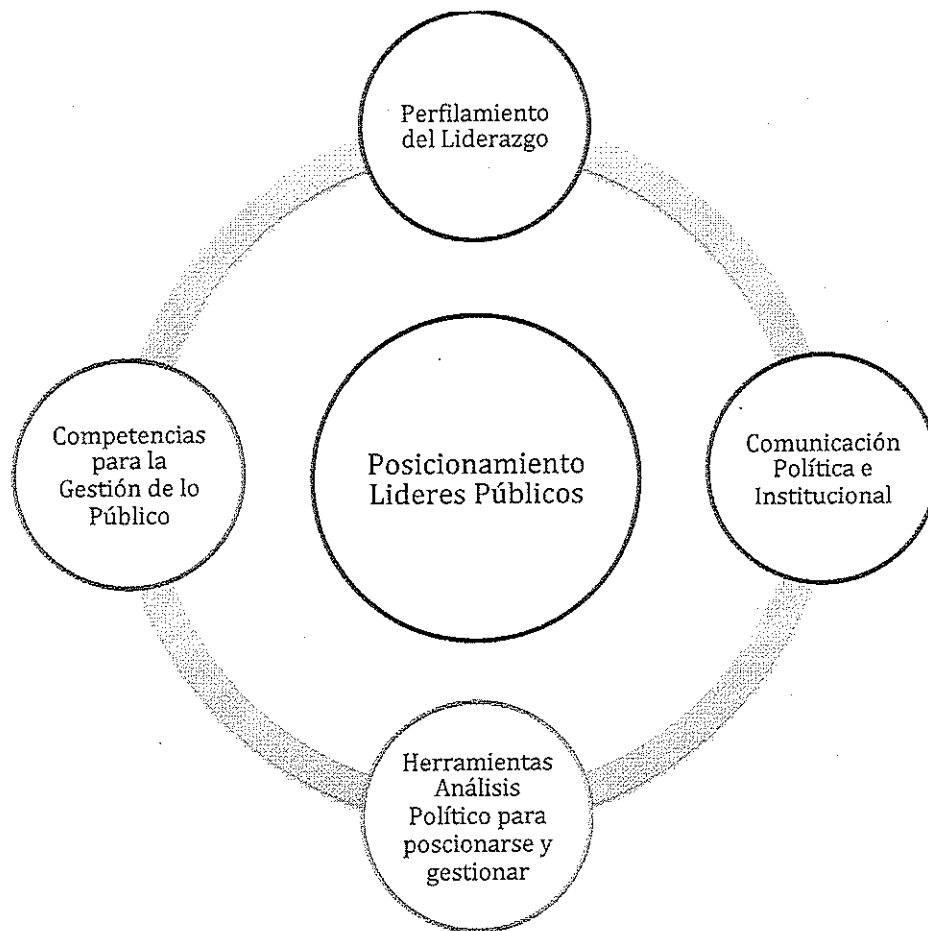 Perfilamiento
del Liderazgo
Competencias
para la
Gestión de lo
Público
Posicionamiento
Lideres Públicos
Comunicación
Política e
Institucional
Herramientas
Análisis
Político para
poscionarse y
gestionar